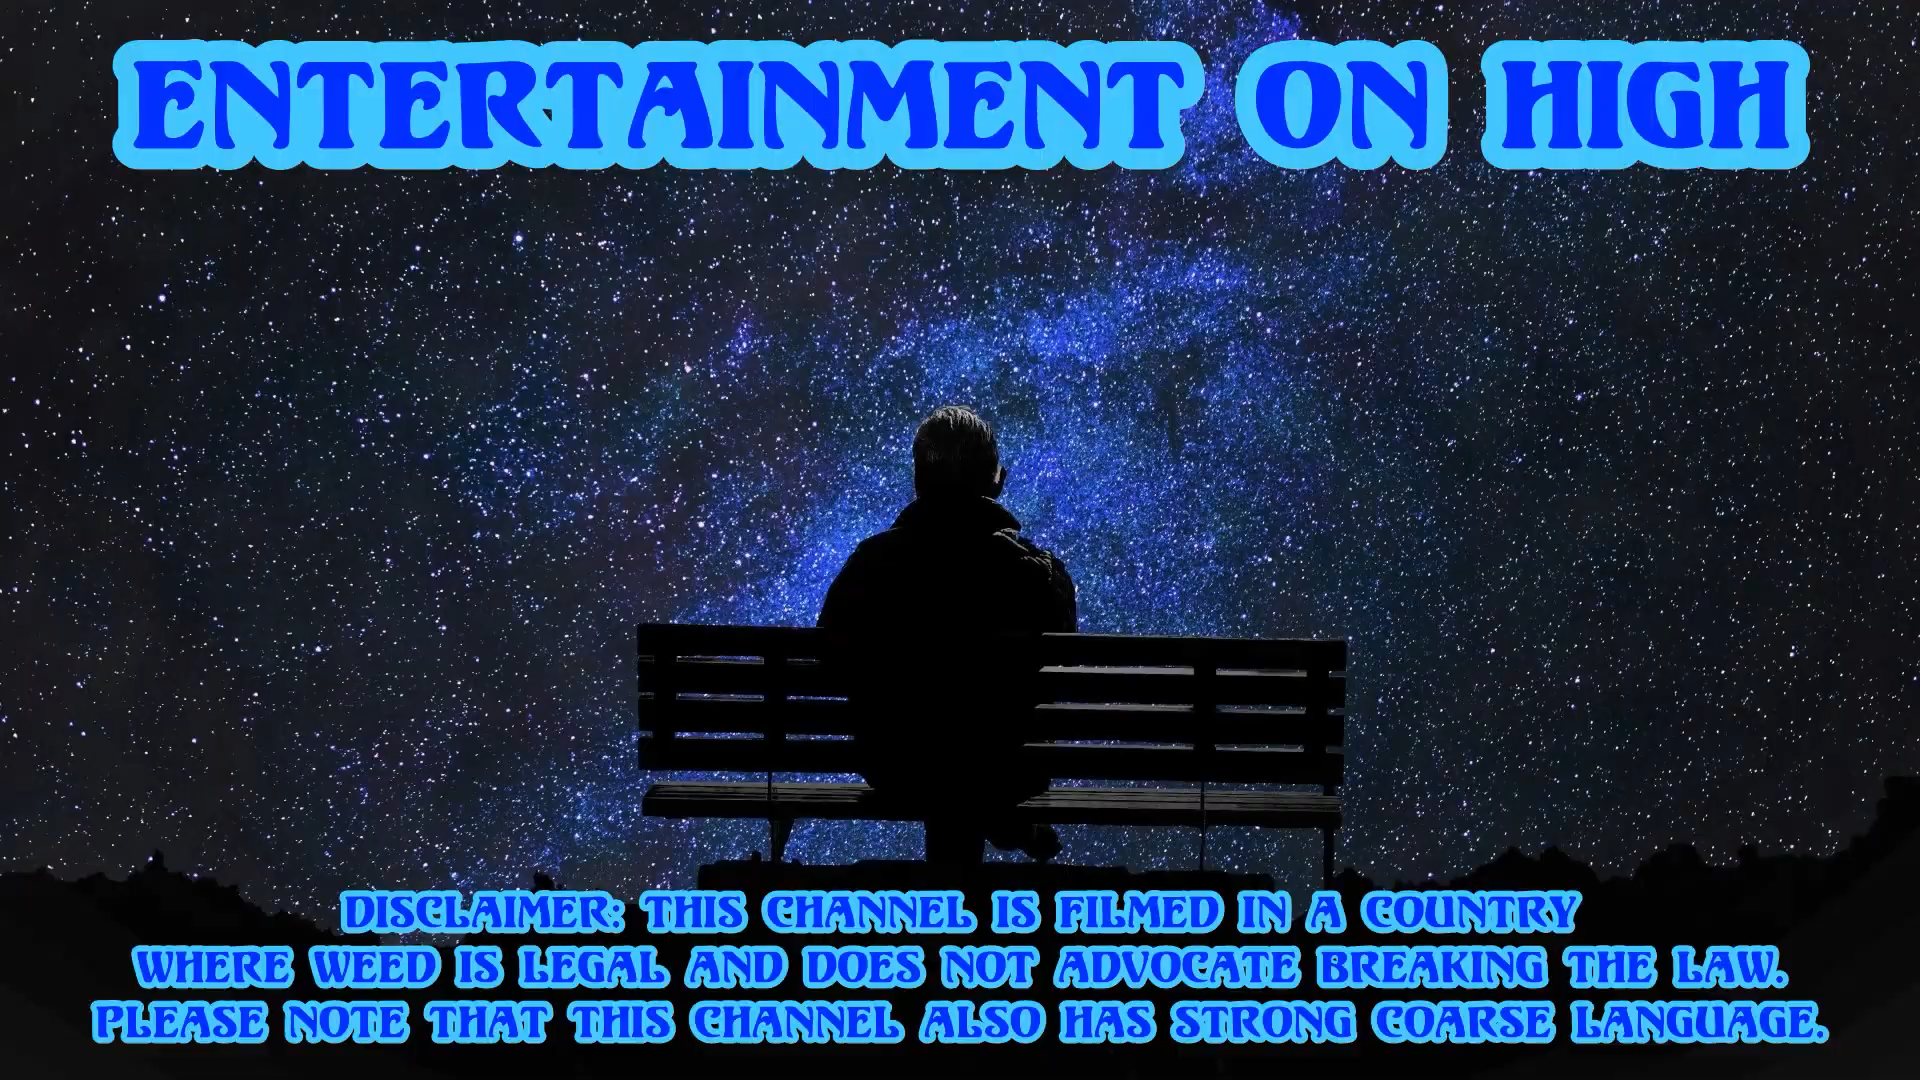 ENTERTAINMENT ON HIGH
DISCLAIMER: THIS CHANNEL IS FILMED IN A COUNTRY
WHERE WEED IS LEGAL AND DOES NOT ADVOCATE BREAKING THE LAW.
PLEASE NOTE THAT THIS CHANNEL ALSO HAS STRONG COARSE LANGUAGE.